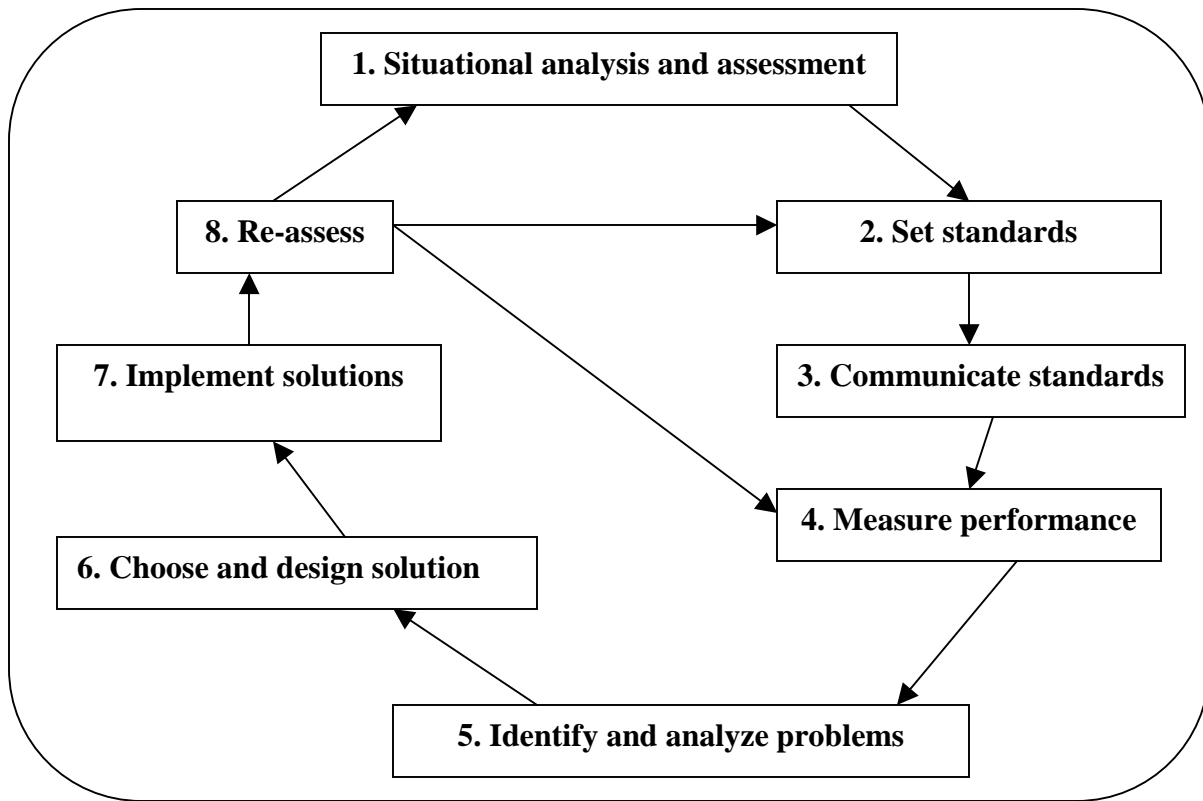 1. Situational analysis and assessment
8. Re-assess
2. Set standards
7. Implement solutions
3. Communicate standards
4. Measure performance
6. Choose and design solution
5. Identify and analyze problems